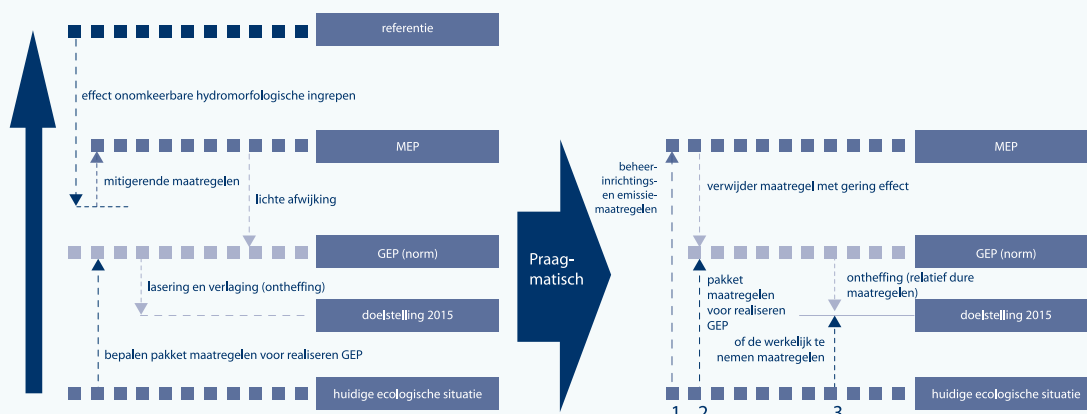 referentie
effect onomkeerbare hydromorfologische ingrepen
MEP
mitigerende maatregelen
lichte afwijking
GEP (norm)
lasering en verlaging (ontheffing)
doelstelling 2015
bepalen pakket maatregelen voor realiseren GEP
huidige ecologische situatie
Praag-
matisch
MEP
beheer-
inrichtings-
en emissie-
maatregelen
verwijder maatregel met gering effect
GEP (norm)
pakket
maatregelen
voor realiseren
GEP
ontheffing (relatief dure
maatregelen)
doelstelling 2015
of de werkelijk te
nemen maatregelen
huidige ecologische situatie
1 2 3